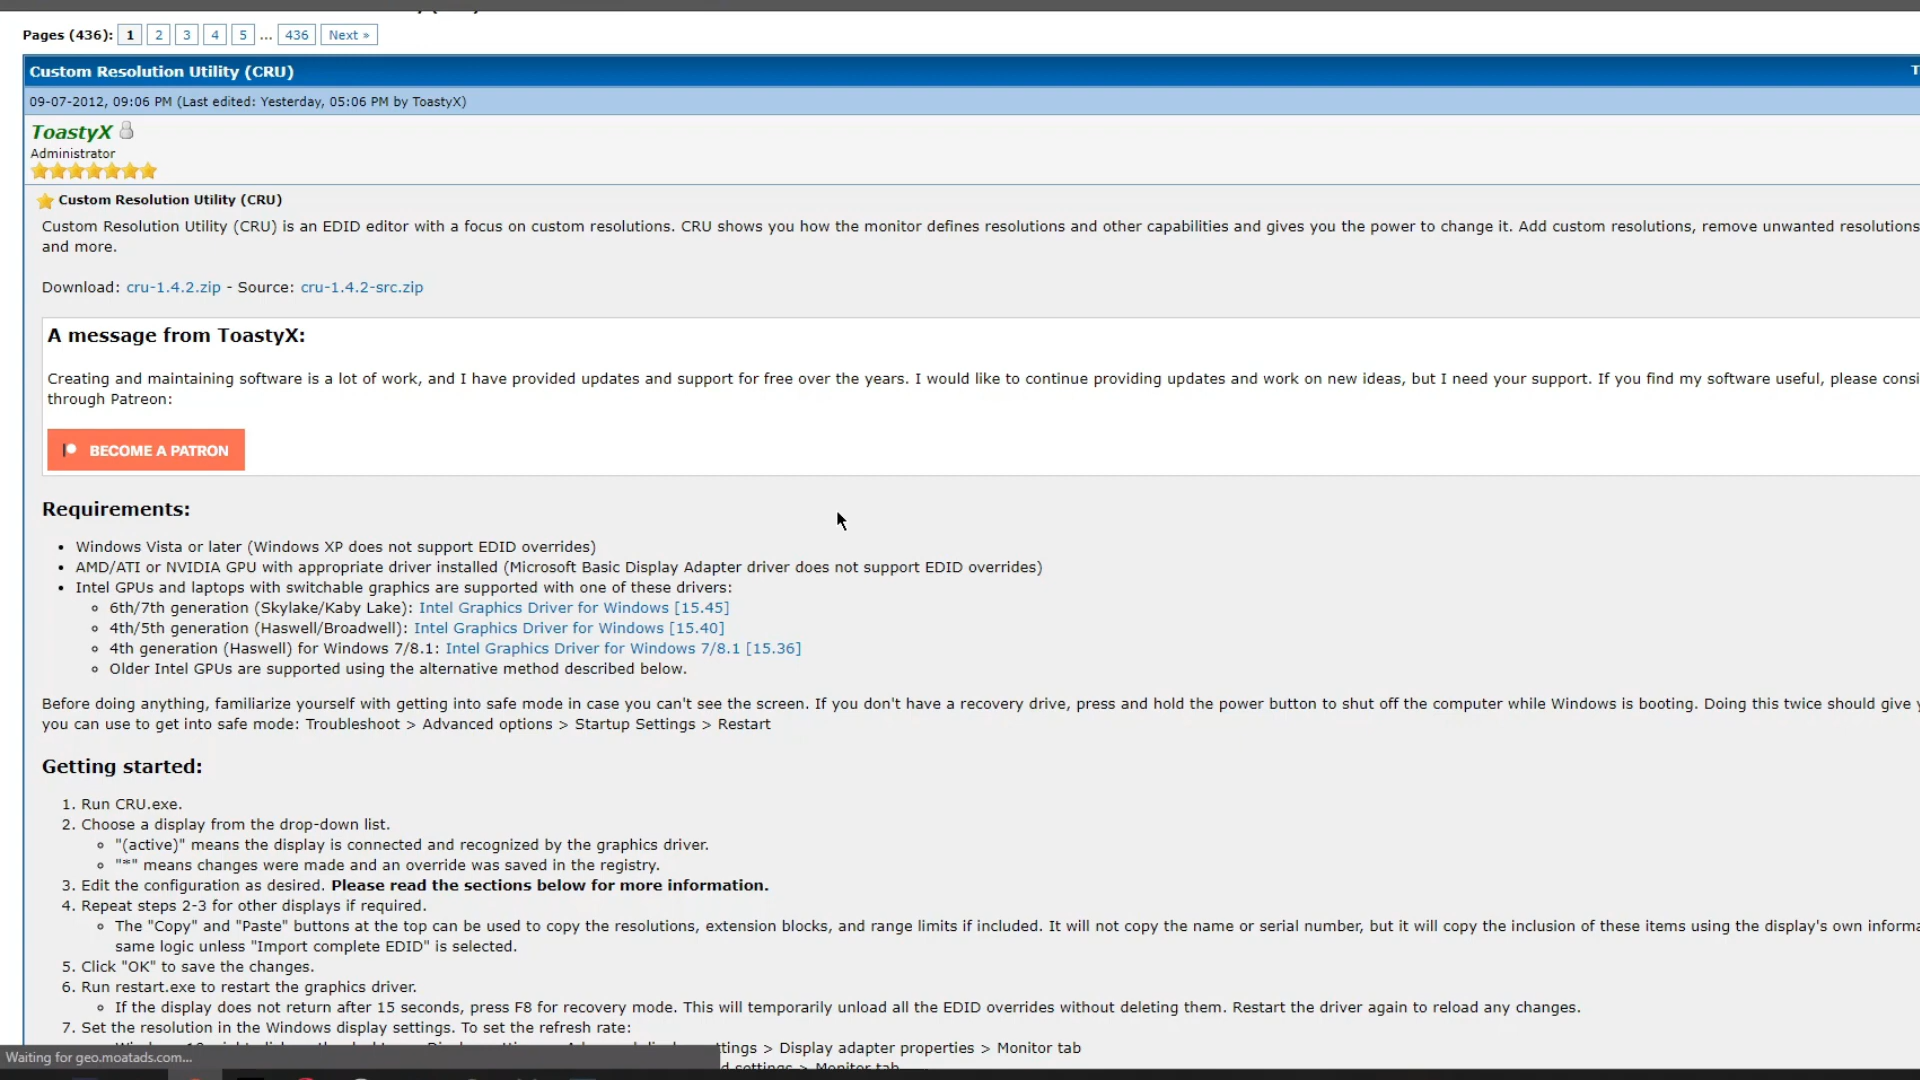 Pages (436): 1 2 3 4 5 ... 436 Next »
Custom Resolution Utility (CRU)
09-07-2012, 09:06 PM (Last edited: Yesterday, 05:06 PM by ToastyX)
ToastyX
Administrator
Custom Resolution Utility (CRU)
Custom Resolution Utility (CRU) is an EDID editor with a focus on custom resolutions. CRU shows you how the monitor defines resolutions and other capabilities and gives you the power to change it. Add custom resolutions, remove unwanted resolutions
and more.
Download: cru-1.4.2.zip - Source: cru-1.4.2-src.zip
A message from ToastyX:
Creating and maintaining software is a lot of work, and I have provided updates and support for free over the years. I would like to continue providing updates and work on new ideas, but I need your support. If you find my software useful, please consi
through Patreon:
BECOME A PATRON
Requirements:
• Windows Vista or later (Windows XP does not support EDID overrides)
• AMD/ATI or NVIDIA GPU with appropriate driver installed (Microsoft Basic Display Adapter driver does not support EDID overrides)
• Intel GPUs and laptops with switchable graphics are supported with one of these drivers:
◦ 6th/7th generation (Skylake/Kaby Lake): Intel Graphics Driver for Windows [15.45]
◦ 4th/5th generation (Haswell/Broadwell): Intel Graphics Driver for Windows [15.40]
◦ 4th generation (Haswell) for Windows 7/8.1: Intel Graphics Driver for Windows 7/8.1 [15.36]
◦ Older Intel GPUs are supported using the alternative method described below.
Before doing anything, familiarize yourself with getting into safe mode in case you can't see the screen. If you don't have a recovery drive, press and hold the power button to shut off the computer while Windows is booting. Doing this twice should give
you can use to get into safe mode: Troubleshoot > Advanced options > Startup Settings > Restart
Getting started:
1. Run CRU.exe.
2. Choose a display from the drop-down list.
◦ "(active)" means the display is connected and recognized by the graphics driver.
◦ "*" means changes were made and an override was saved in the registry.
3. Edit the configuration as desired. Please read the sections below for more information.
4. Repeat steps 2-3 for other displays if required.
◦ The "Copy" and "Paste" buttons at the top can be used to copy the resolutions, extension blocks, and range limits if included. It will not copy the name or serial number, but it will copy the inclusion of these items using the display's own informa
same logic unless "Import complete EDID" is selected.
5. Click "OK" to save the changes.
6. Run restart.exe to restart the graphics driver.
◦ If the display does not return after 15 seconds, press F8 for recovery mode. This will temporarily unload all the EDID overrides without deleting them. Restart the driver again to reload any changes.
7. Set the resolution in the Windows display settings. To set the refresh rate:
ttings > Display adapter properties > Monitor tab
Waiting for geo.moatads.com...
d settings > Monitor tab